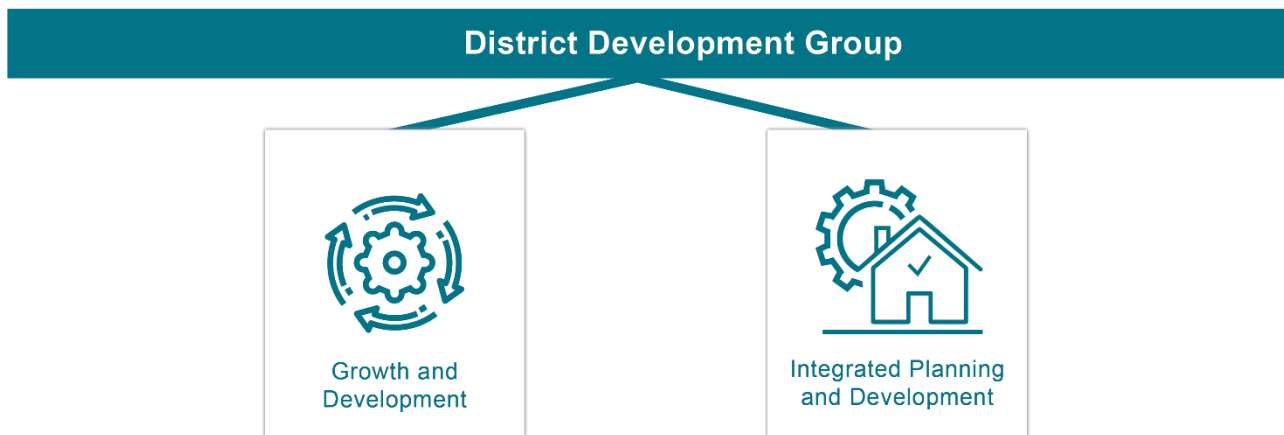 District Development Group
Growth and
Development
Integrated Planning
and Development